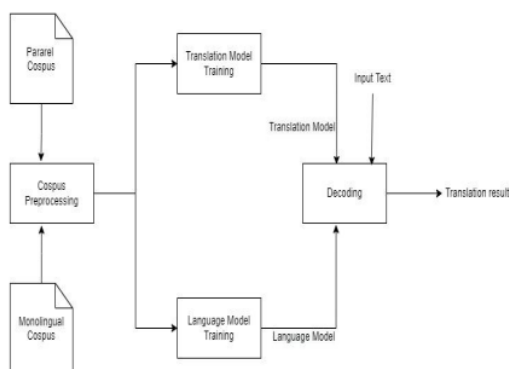 Pararel
Cospus
Translation Model
Training
Input Text
Translation Model
Cospus
Preprocessing
Decoding
Translation result
Monolingual
Cospus
Language Model
Training
Language Model